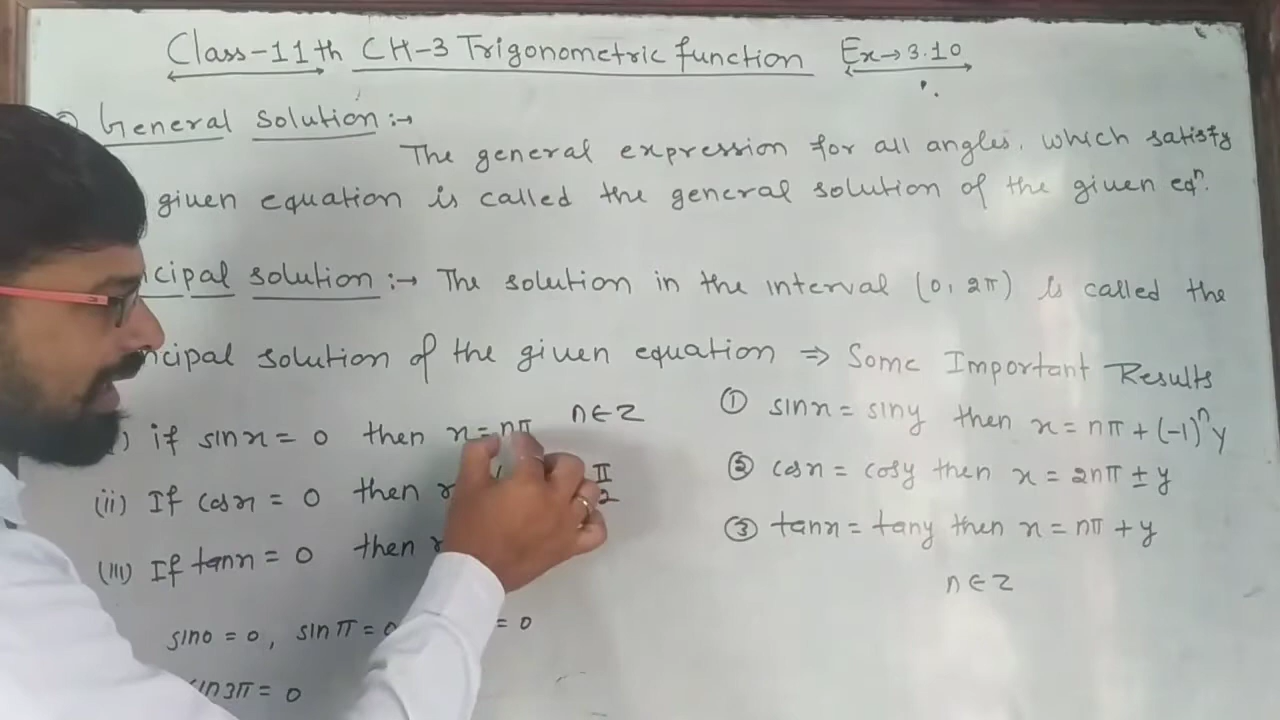 Class-11th CH-3 Trigonometric function Ex→3.10
General solution :→
The general expression for all angles, which satisfy
given equation is called the general solution of the given eqⁿ.
solution :→ The solution in the interval (0, 2π) is called the
solution of the given equation ⇒ Some Important Results
if sinx = 0 then x = nπ n∈Z
(ii) If cosx = 0 then π/2
(iii) If tanx = 0 then
sin0 = 0, sinπ = 0 = 0
3π = 0
① sinx = siny then x = nπ + (-1)ⁿy
② cosx = cosy then x = 2nπ ± y
③ tanx = tany then x = nπ + y
n∈Z